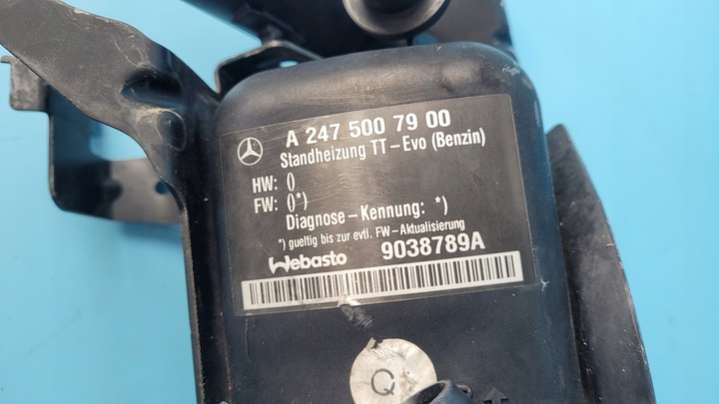 A 247 500 79 00
Standheizung TT-Evo (Benzin)
HW: ()
FW: ()*)
Diagnose-Kennung: *)
*) gueltig bis zur evtl. FW-Aktualisierung
Webasto 9038789A
Q